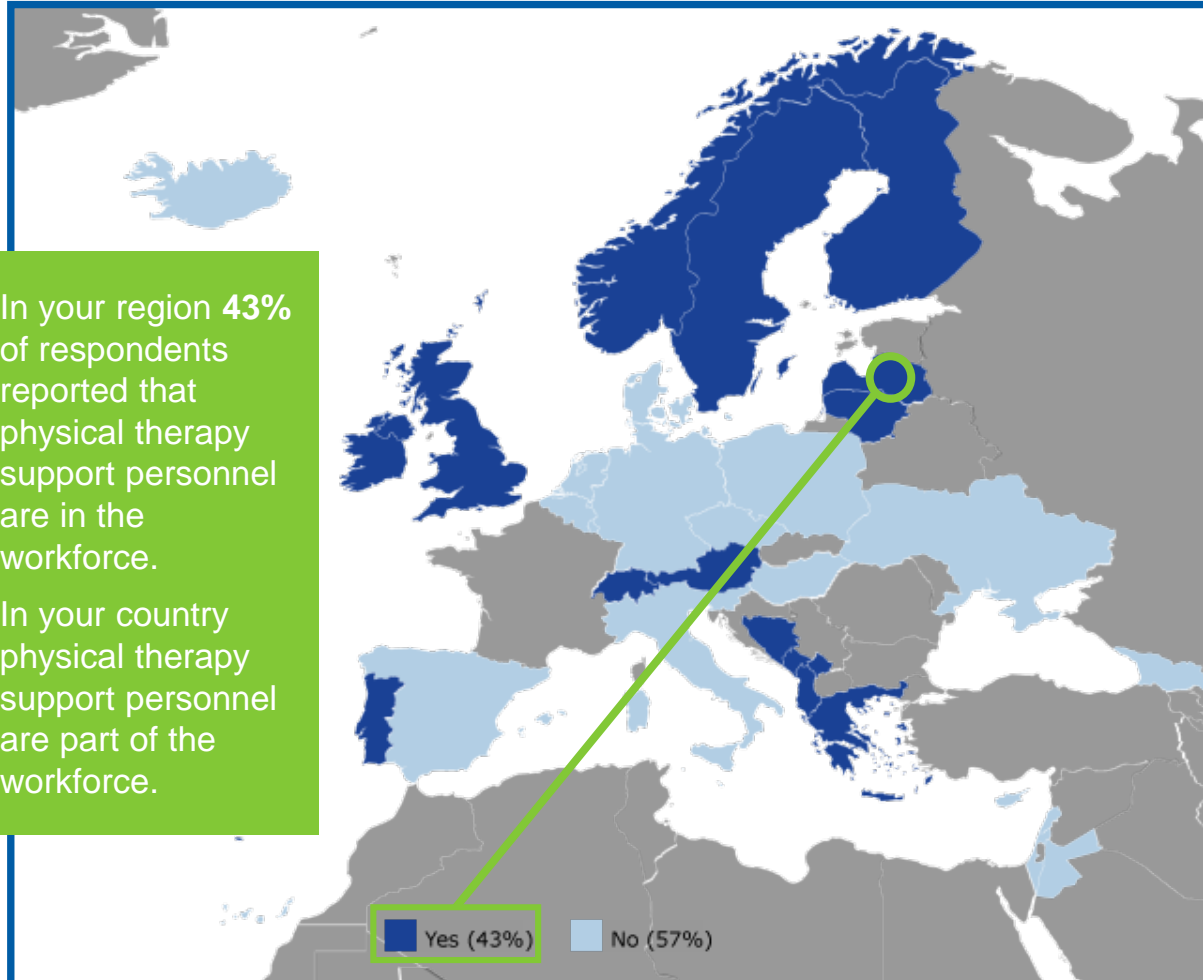 In your region 43%
of respondents
reported that
physical therapy
support personnel
are in the
workforce.
In your country
physical therapy
support personnel
are part of the
workforce.
Yes (43%)
No (57%)